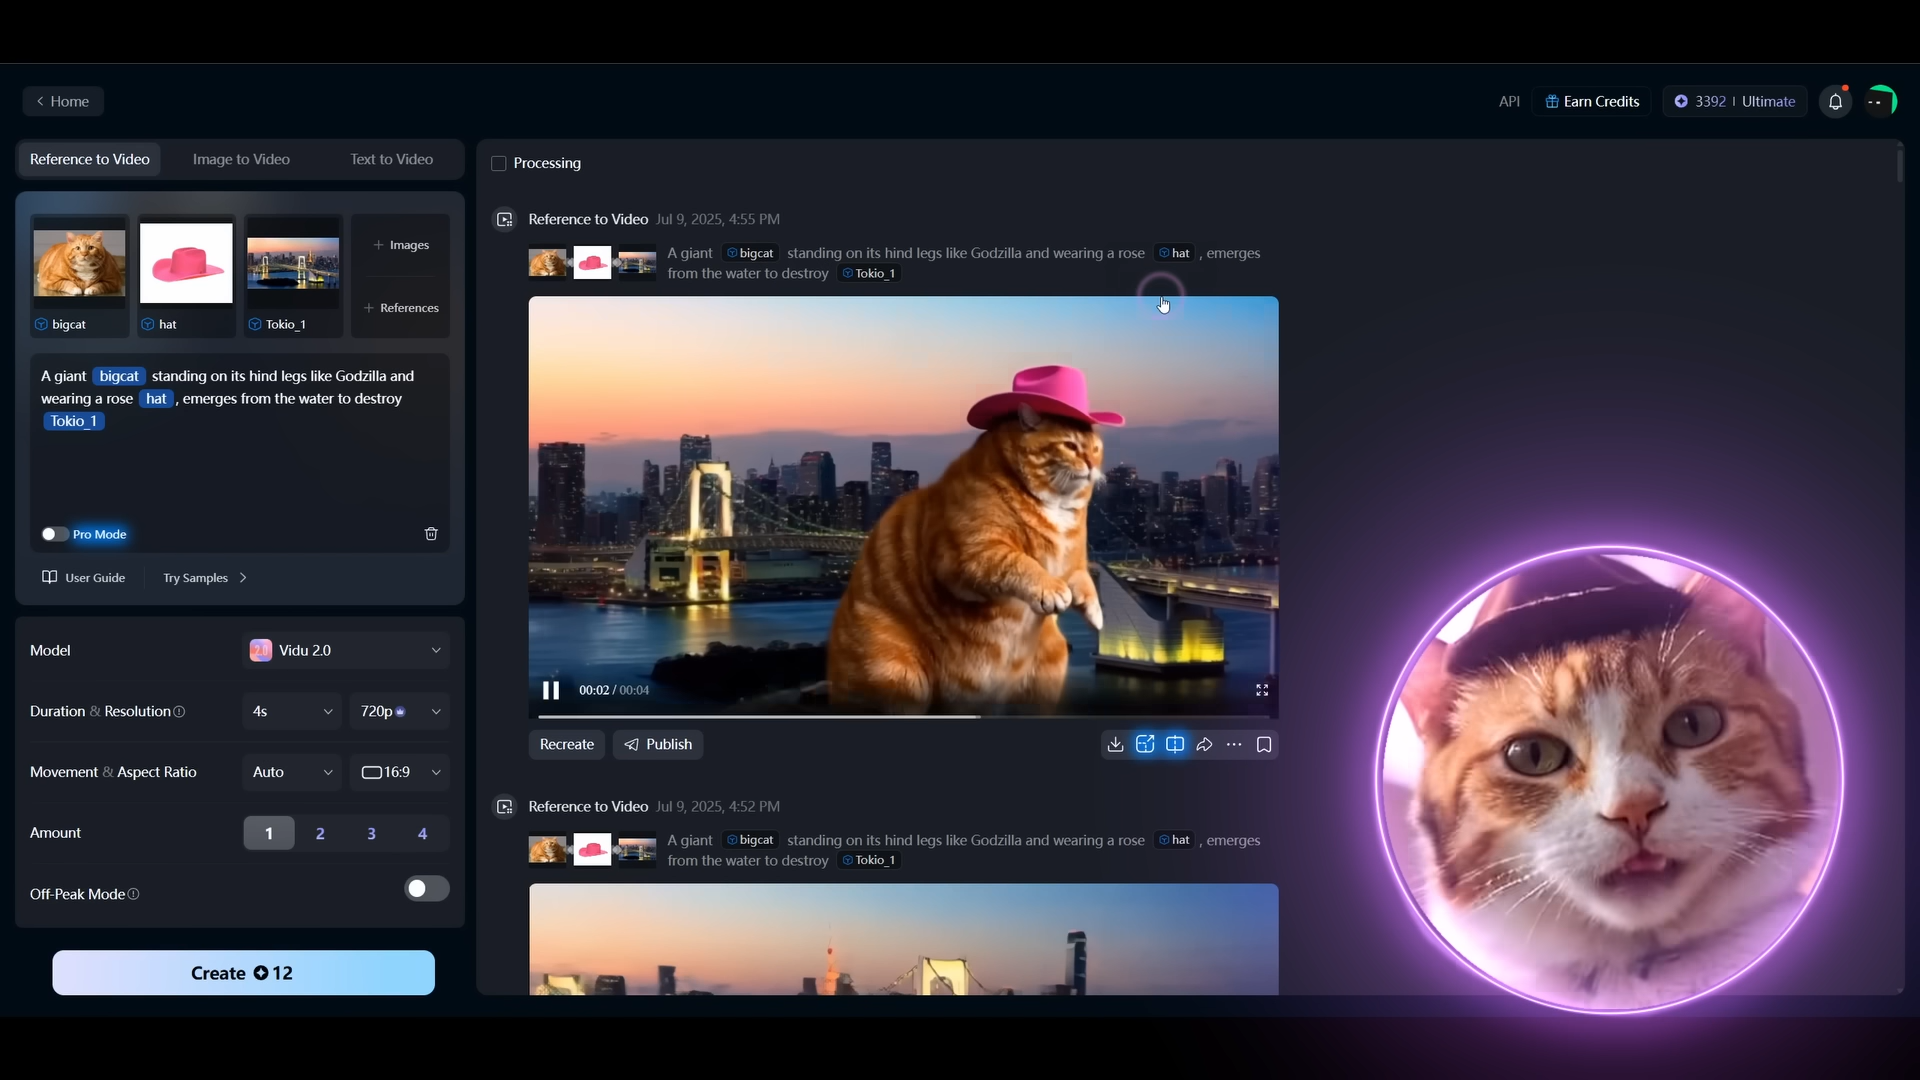 Home
API
Earn Credits
3392 | Ultimate
Reference to Video
Image to Video
Text to Video
bigcat
hat
Tokio_1
+ Images
+ References
A giant bigcat standing on its hind legs like Godzilla and
wearing a rose hat , emerges from the water to destroy
Tokio_1
Pro Mode
User Guide
Try Samples
Model
2.0
Vidu 2.0
Duration & Resolution
4s
720p
Movement & Aspect Ratio
Auto
16:9
Amount
1
2
3
4
Off-Peak Mode
Create 12
Processing
Reference to Video Jul 9, 2025, 4:55 PM
A giant bigcat standing on its hind legs like Godzilla and wearing a rose hat , emerges
from the water to destroy Tokio_1
00:02 / 00:04
Recreate
Publish
Reference to Video Jul 9, 2025, 4:52 PM
A giant bigcat standing on its hind legs like Godzilla and wearing a rose hat , emerges
from the water to destroy Tokio_1